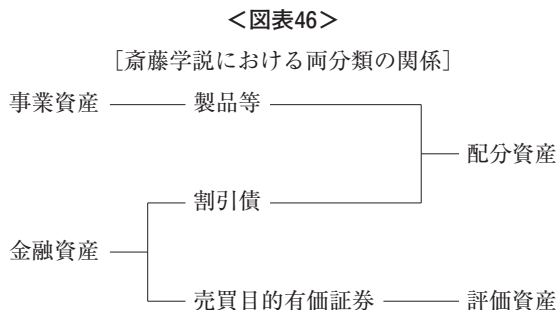 ＜図表46＞
［斎藤学説における両分類の関係］
事業資産 製品等
配分資産
割引債
金融資産
売買目的有価証券 評価資産